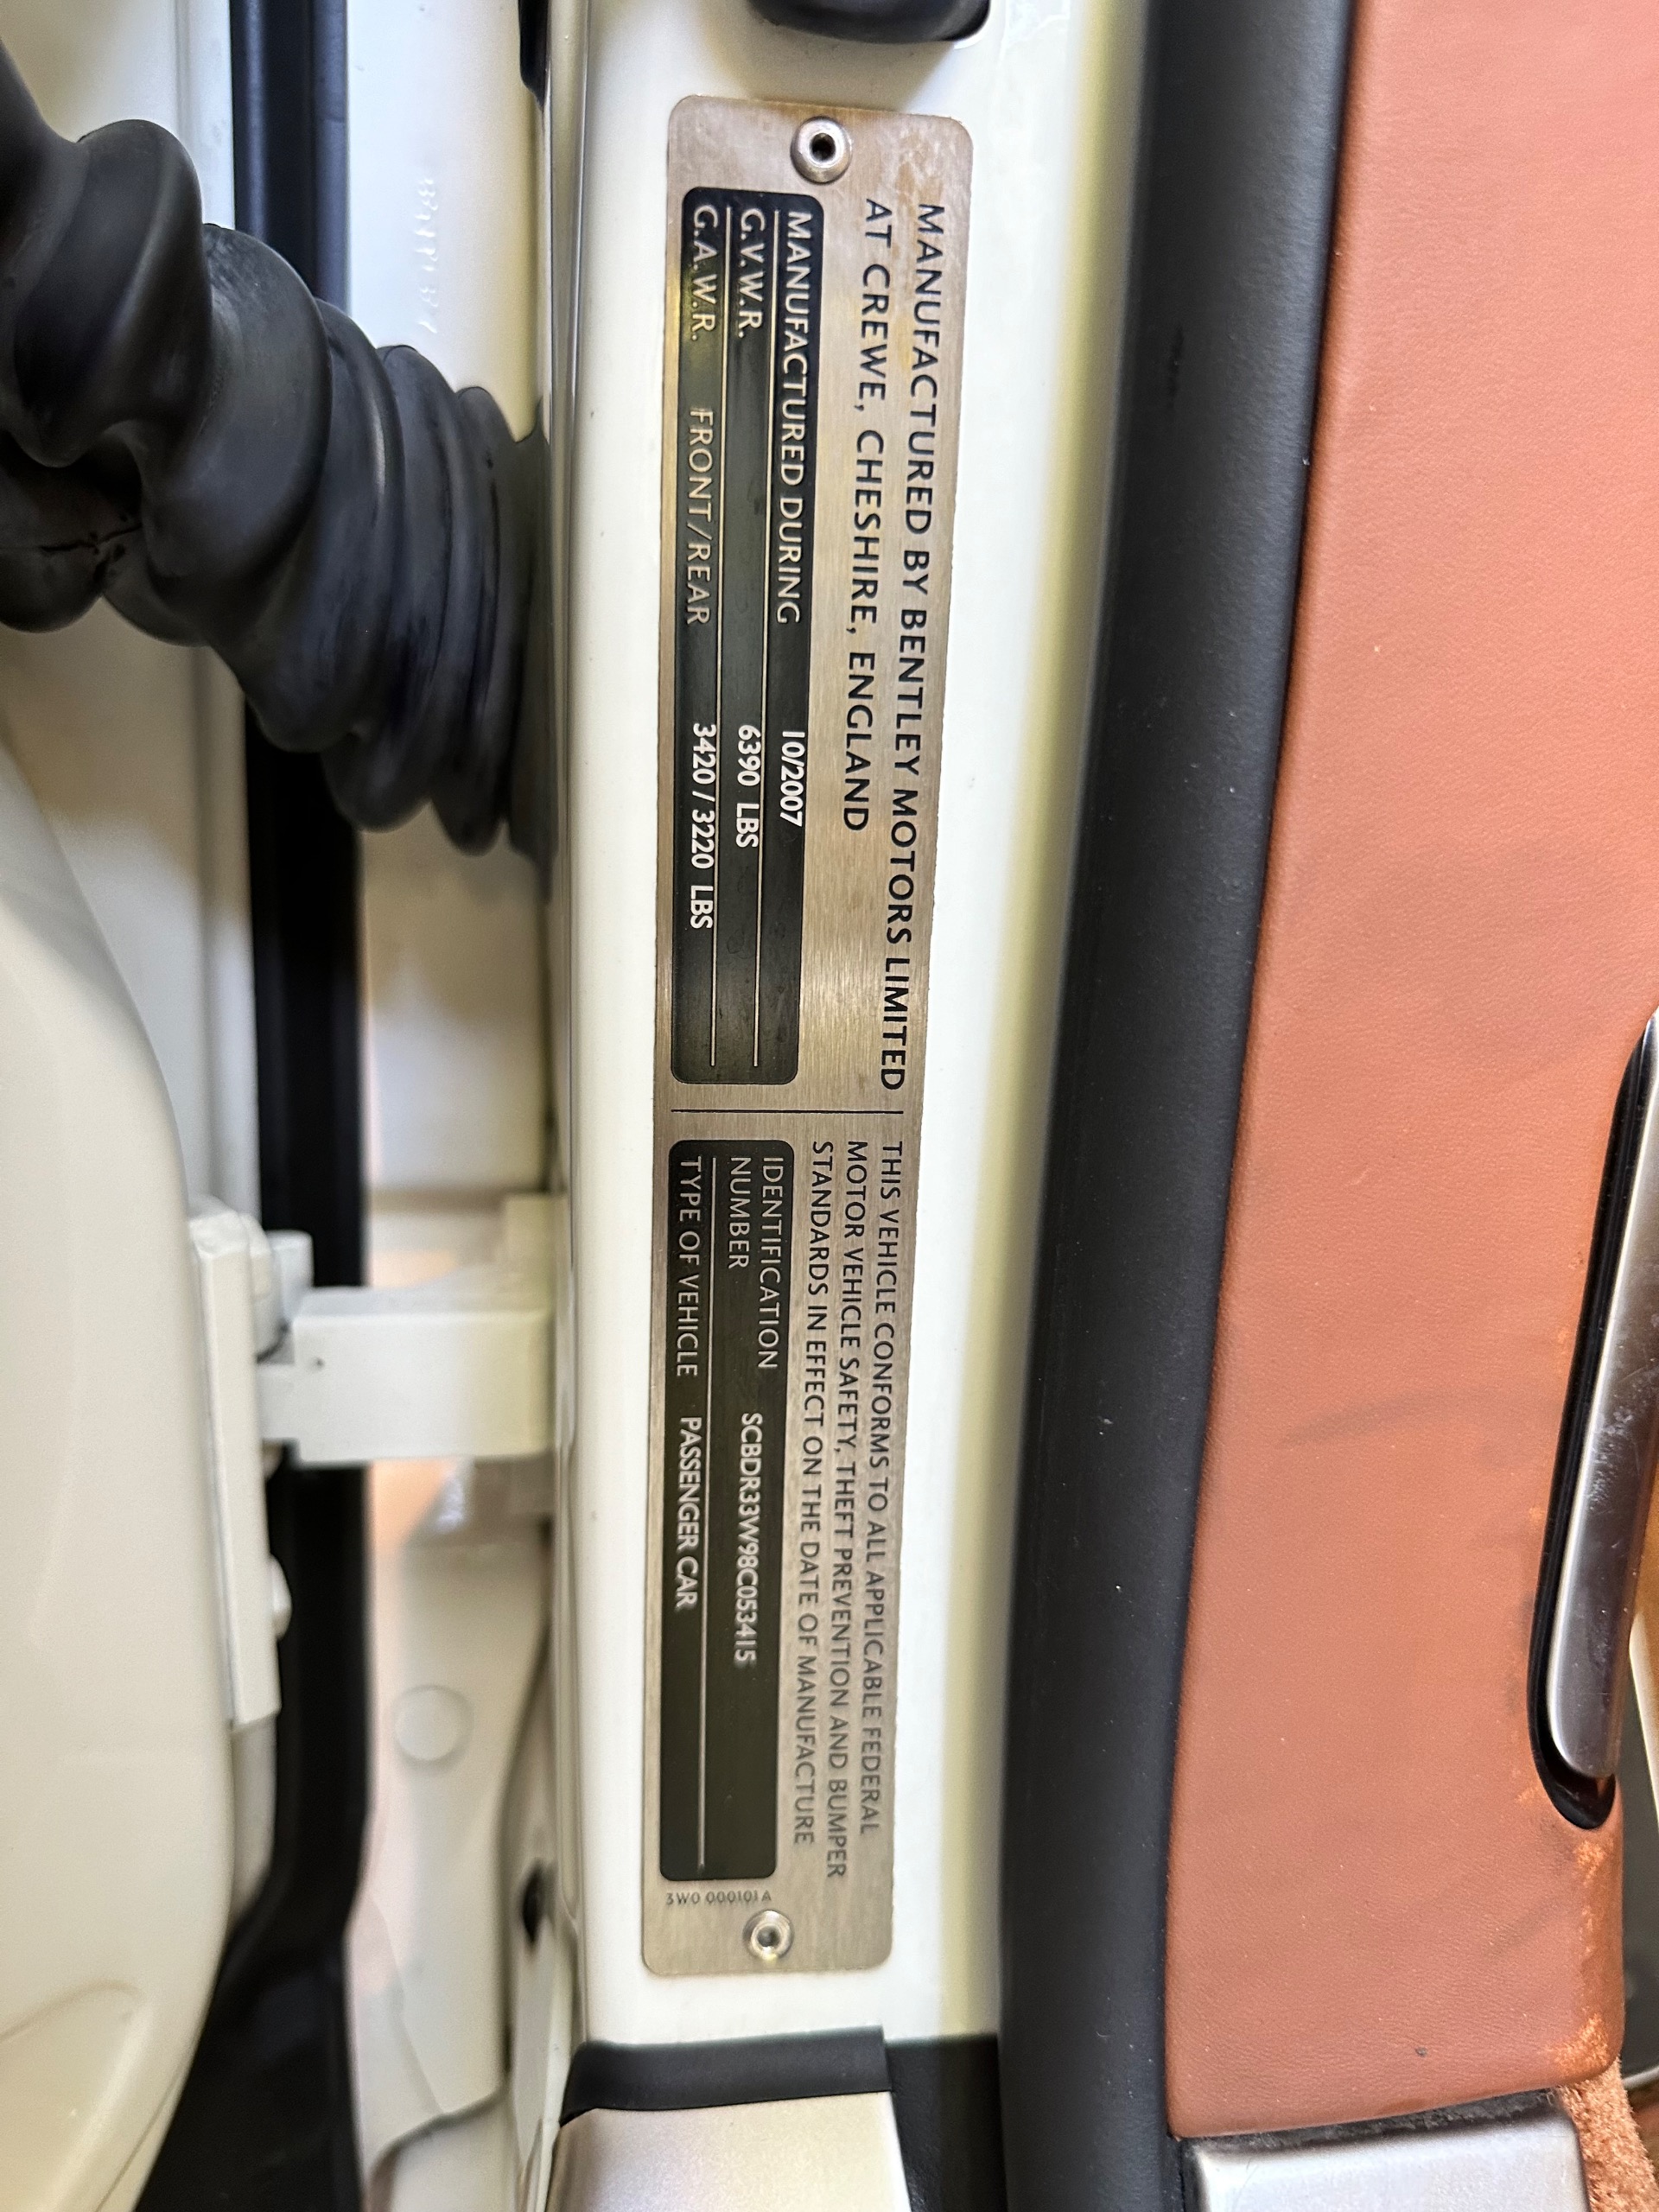 MANUFACTURED BY BENTLEY MOTORS LIMITED
AT CREWE, CHESHIRE, ENGLAND
MANUFACTURED DURING 10/2007
G.V.W.R. 6390 LBS
G.A.W.R. FRONT/REAR 3420 / 3220 LBS
THIS VEHICLE CONFORMS TO ALL APPLICABLE FEDERAL
MOTOR VEHICLE SAFETY, THEFT PREVENTION AND BUMPER
STANDARDS IN EFFECT ON THE DATE OF MANUFACTURE
IDENTIFICATION
NUMBER SCBDR33W98C053415
TYPE OF VEHICLE PASSENGER CAR
3W0 000101A